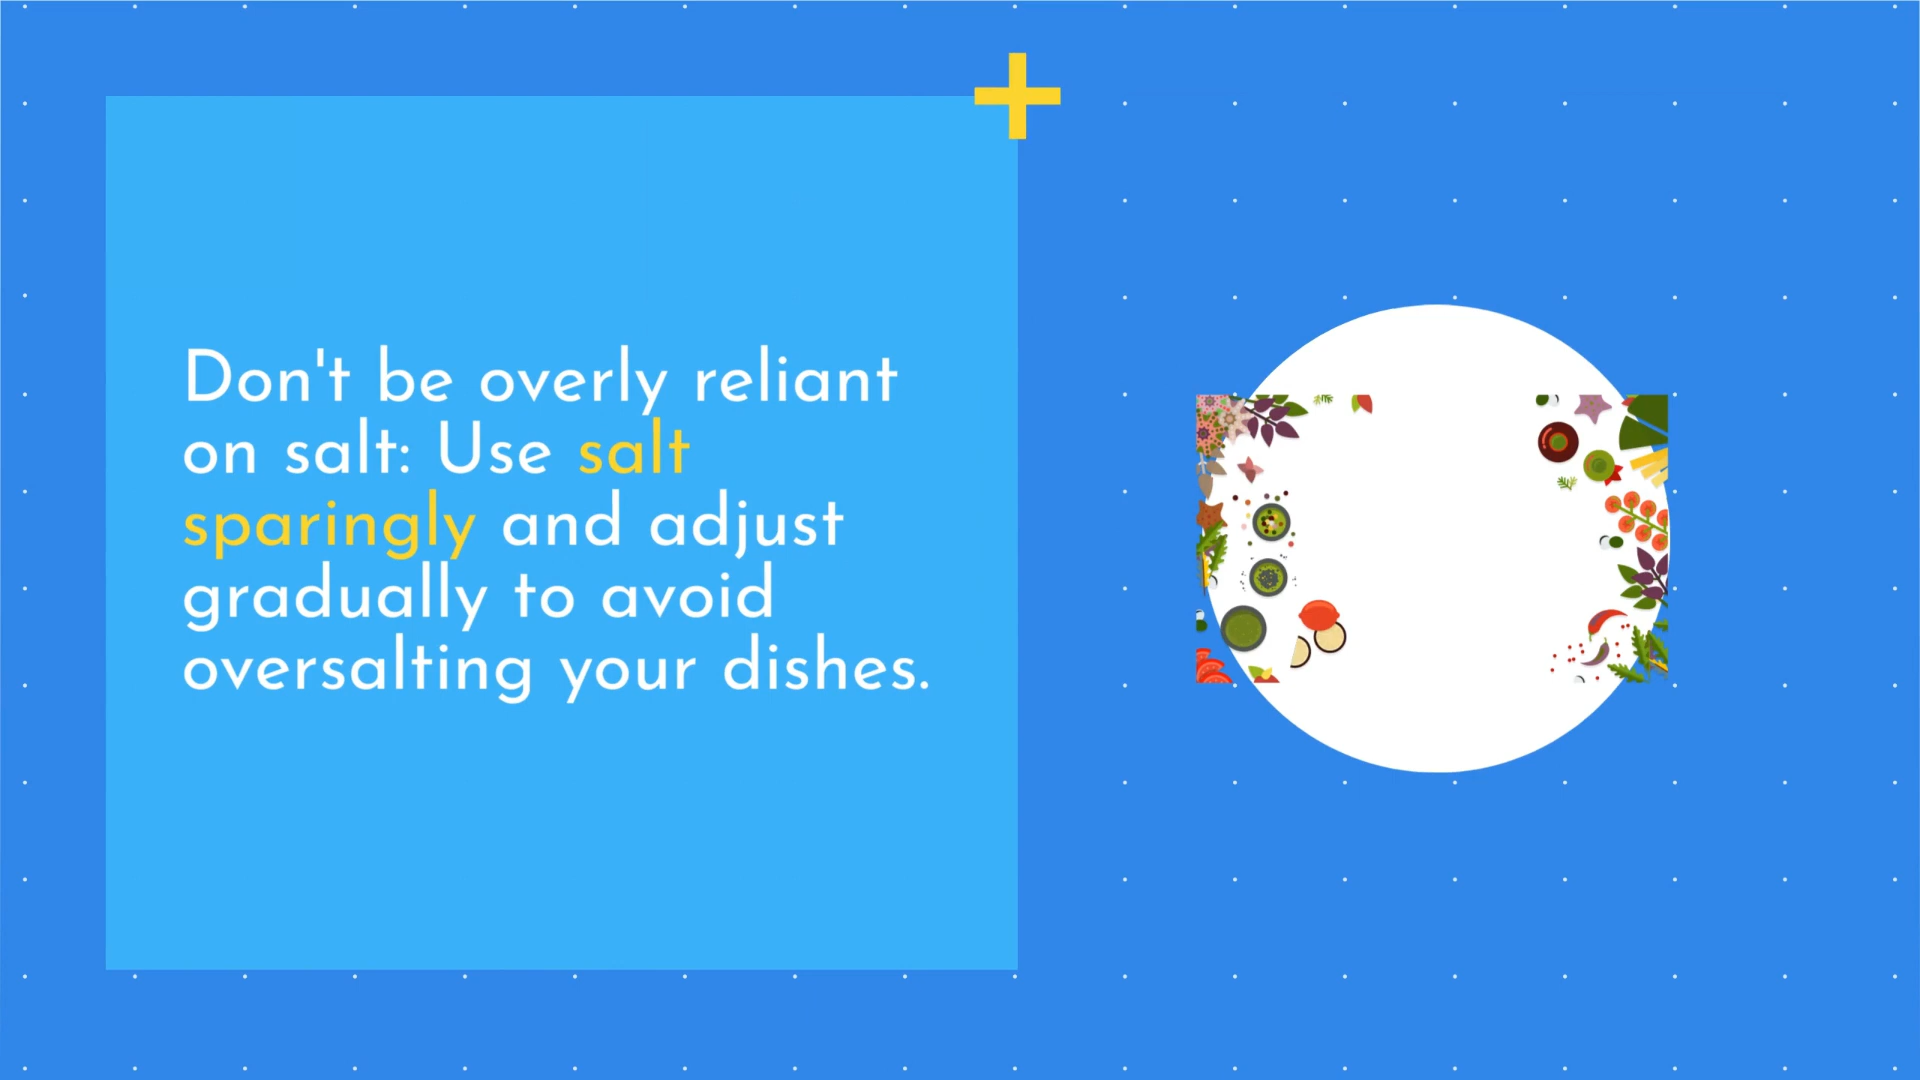 Don't be overly reliant
on salt: Use salt
sparingly and adjust
gradually to avoid
oversalting your dishes.